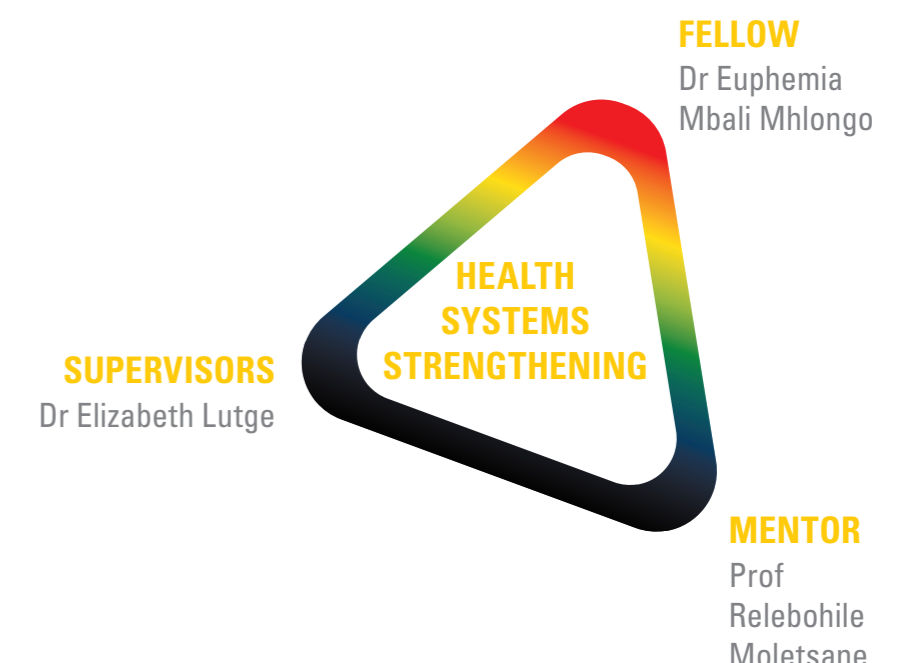 FELLOW
Dr Euphemia
Mbali Mhlongo
HEALTH
SYSTEMS
STRENGTHENING
SUPERVISORS
Dr Elizabeth Lutge
MENTOR
Prof
Relebohile
Moletsane